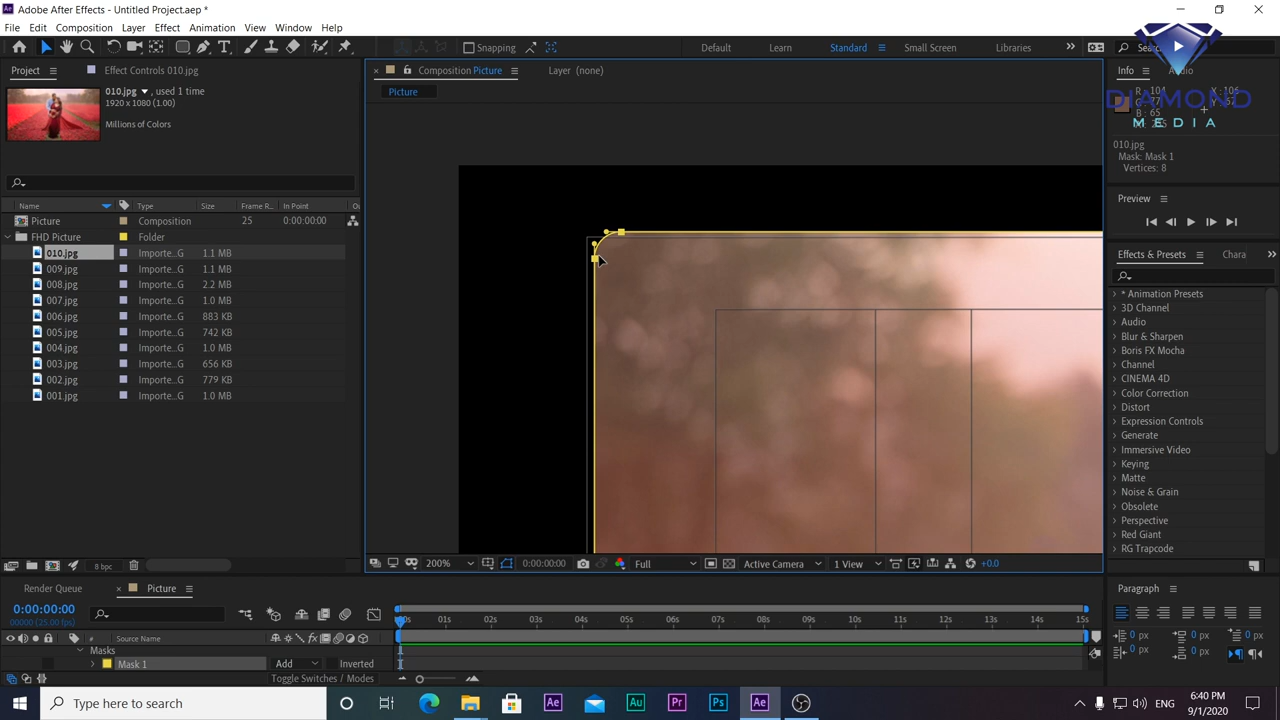 Adobe After Effects - Untitled Project.aep *
File Edit Composition Layer Effect Animation View Window Help
Snapping
Default Learn Standard Small Screen Libraries
Project Effect Controls 010.jpg
010.jpg , used 1 time
1920 x 1080 (1.00)
Millions of Colors
Name Type Size Frame R... In Point
Picture Composition 25 0:00:00:00
FHD Picture Folder
010.jpg Importe...G 1.1 MB
009.jpg Importe...G 1.1 MB
008.jpg Importe...G 2.2 MB
007.jpg Importe...G 1.0 MB
006.jpg Importe...G 883 KB
005.jpg Importe...G 742 KB
004.jpg Importe...G 1.0 MB
003.jpg Importe...G 656 KB
002.jpg Importe...G 779 KB
001.jpg Importe...G 1.0 MB
8 bpc
Composition Picture Layer (none)
Picture
200% 0:00:00:00 Full Active Camera 1 View +0.0
Info
DIAMOND
MEDIA
010.jpg
Mask: Mask 1
Vertices: 8
Preview
Effects & Presets Chara
* Animation Presets
3D Channel
Audio
Blur & Sharpen
Boris FX Mocha
Channel
CINEMA 4D
Color Correction
Distort
Expression Controls
Generate
Immersive Video
Keying
Matte
Noise & Grain
Obsolete
Perspective
Red Giant
RG Trapcode
Render Queue Picture
0:00:00:00
00000 (25.00 fps)
01s 02s 03s 04s 05s 06s 07s 08s 09s 10s 11s 12s 13s 14s 15s
# Source Name
Masks
Mask 1 Add Inverted
Toggle Switches / Modes
Paragraph
0 px 0 px 0 px
0 px 0 px
Type here to search
Ae Au Pr Ps Ae
ENG
6:40 PM
9/1/2020